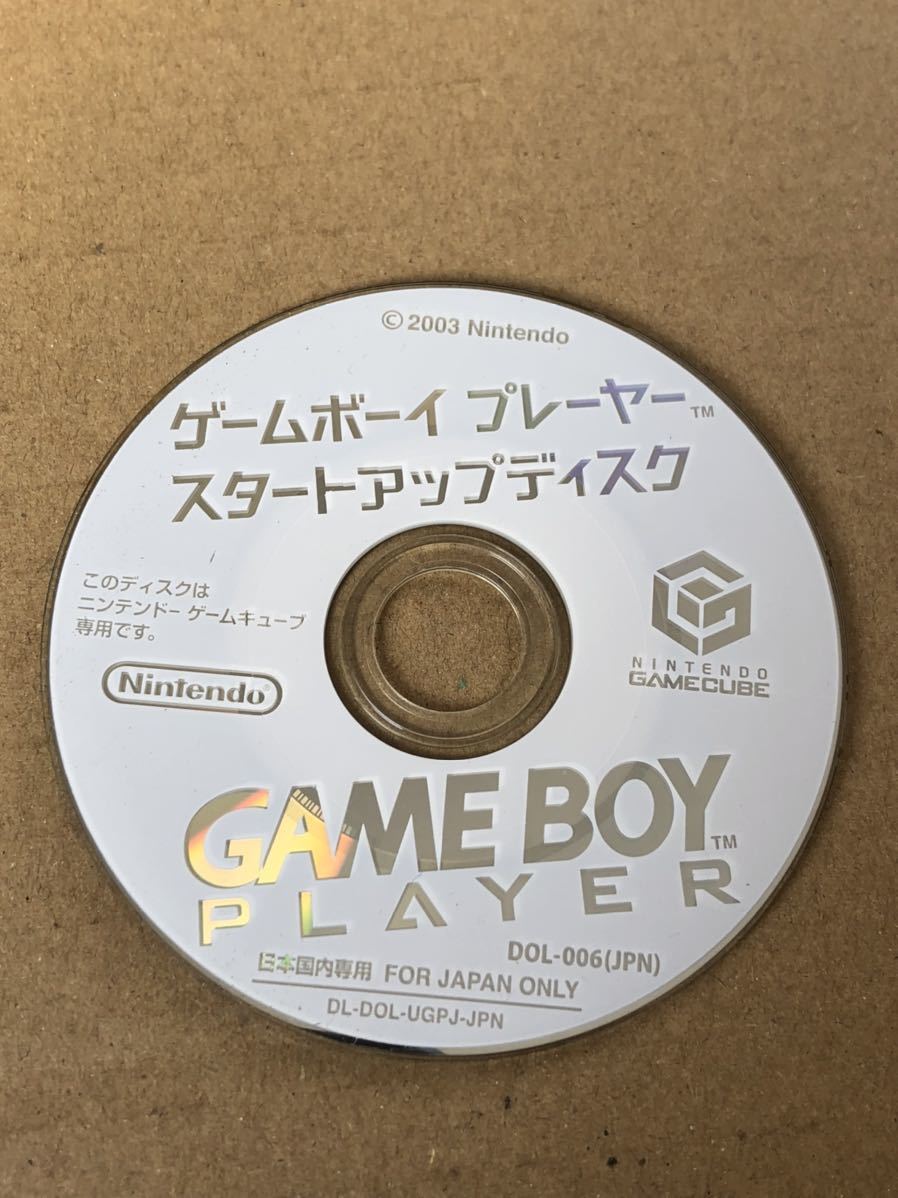 © 2003 Nintendo
ゲームボーイ プレーヤー™
スタートアップディスク
このディスクは
ニンテンドー ゲームキューブ
専用です。
Nintendo®
NINTENDO
GAMECUBE
GAME BOY™
PLAYER
DOL-006(JPN)
日本国内専用 FOR JAPAN ONLY
DL-DOL-UGPJ-JPN